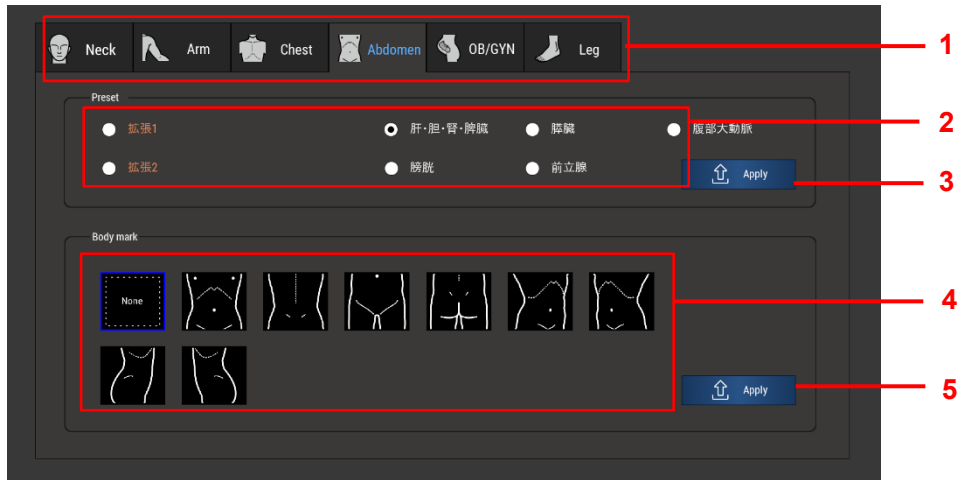 Neck Arm Chest Abdomen OB/GYN Leg 1
Preset
拡張1 肝・胆・腎・脾臓 膵臓 腹部大動脈 2
拡張2 膀胱 前立腺 Apply 3
Body mark
None 4
Apply 5